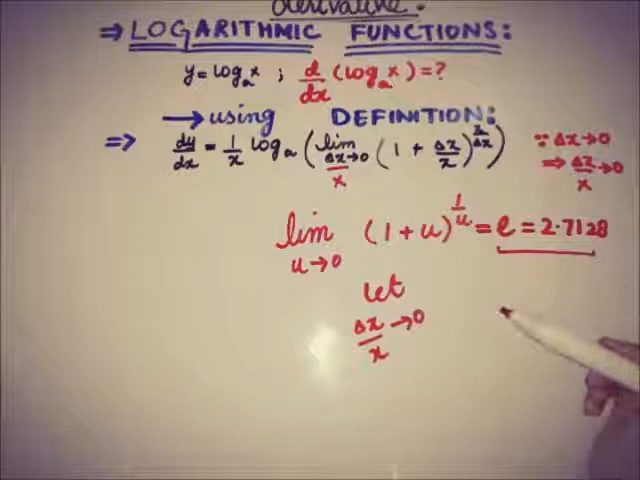 derivative:
⇒ LOGARITHMIC FUNCTIONS:
y = logₐx ; d/dx (logₐx) = ?
→ using DEFINITION:
⇒ dy/dx = 1/x logₐ ( lim Δx/x→0 (1 + Δx/x)^(x/Δx) ) ∵ Δx→0
⇒ Δx/x →0
lim u→0 (1 + u)^(1/u) = e = 2.7128
let
Δx/x →0